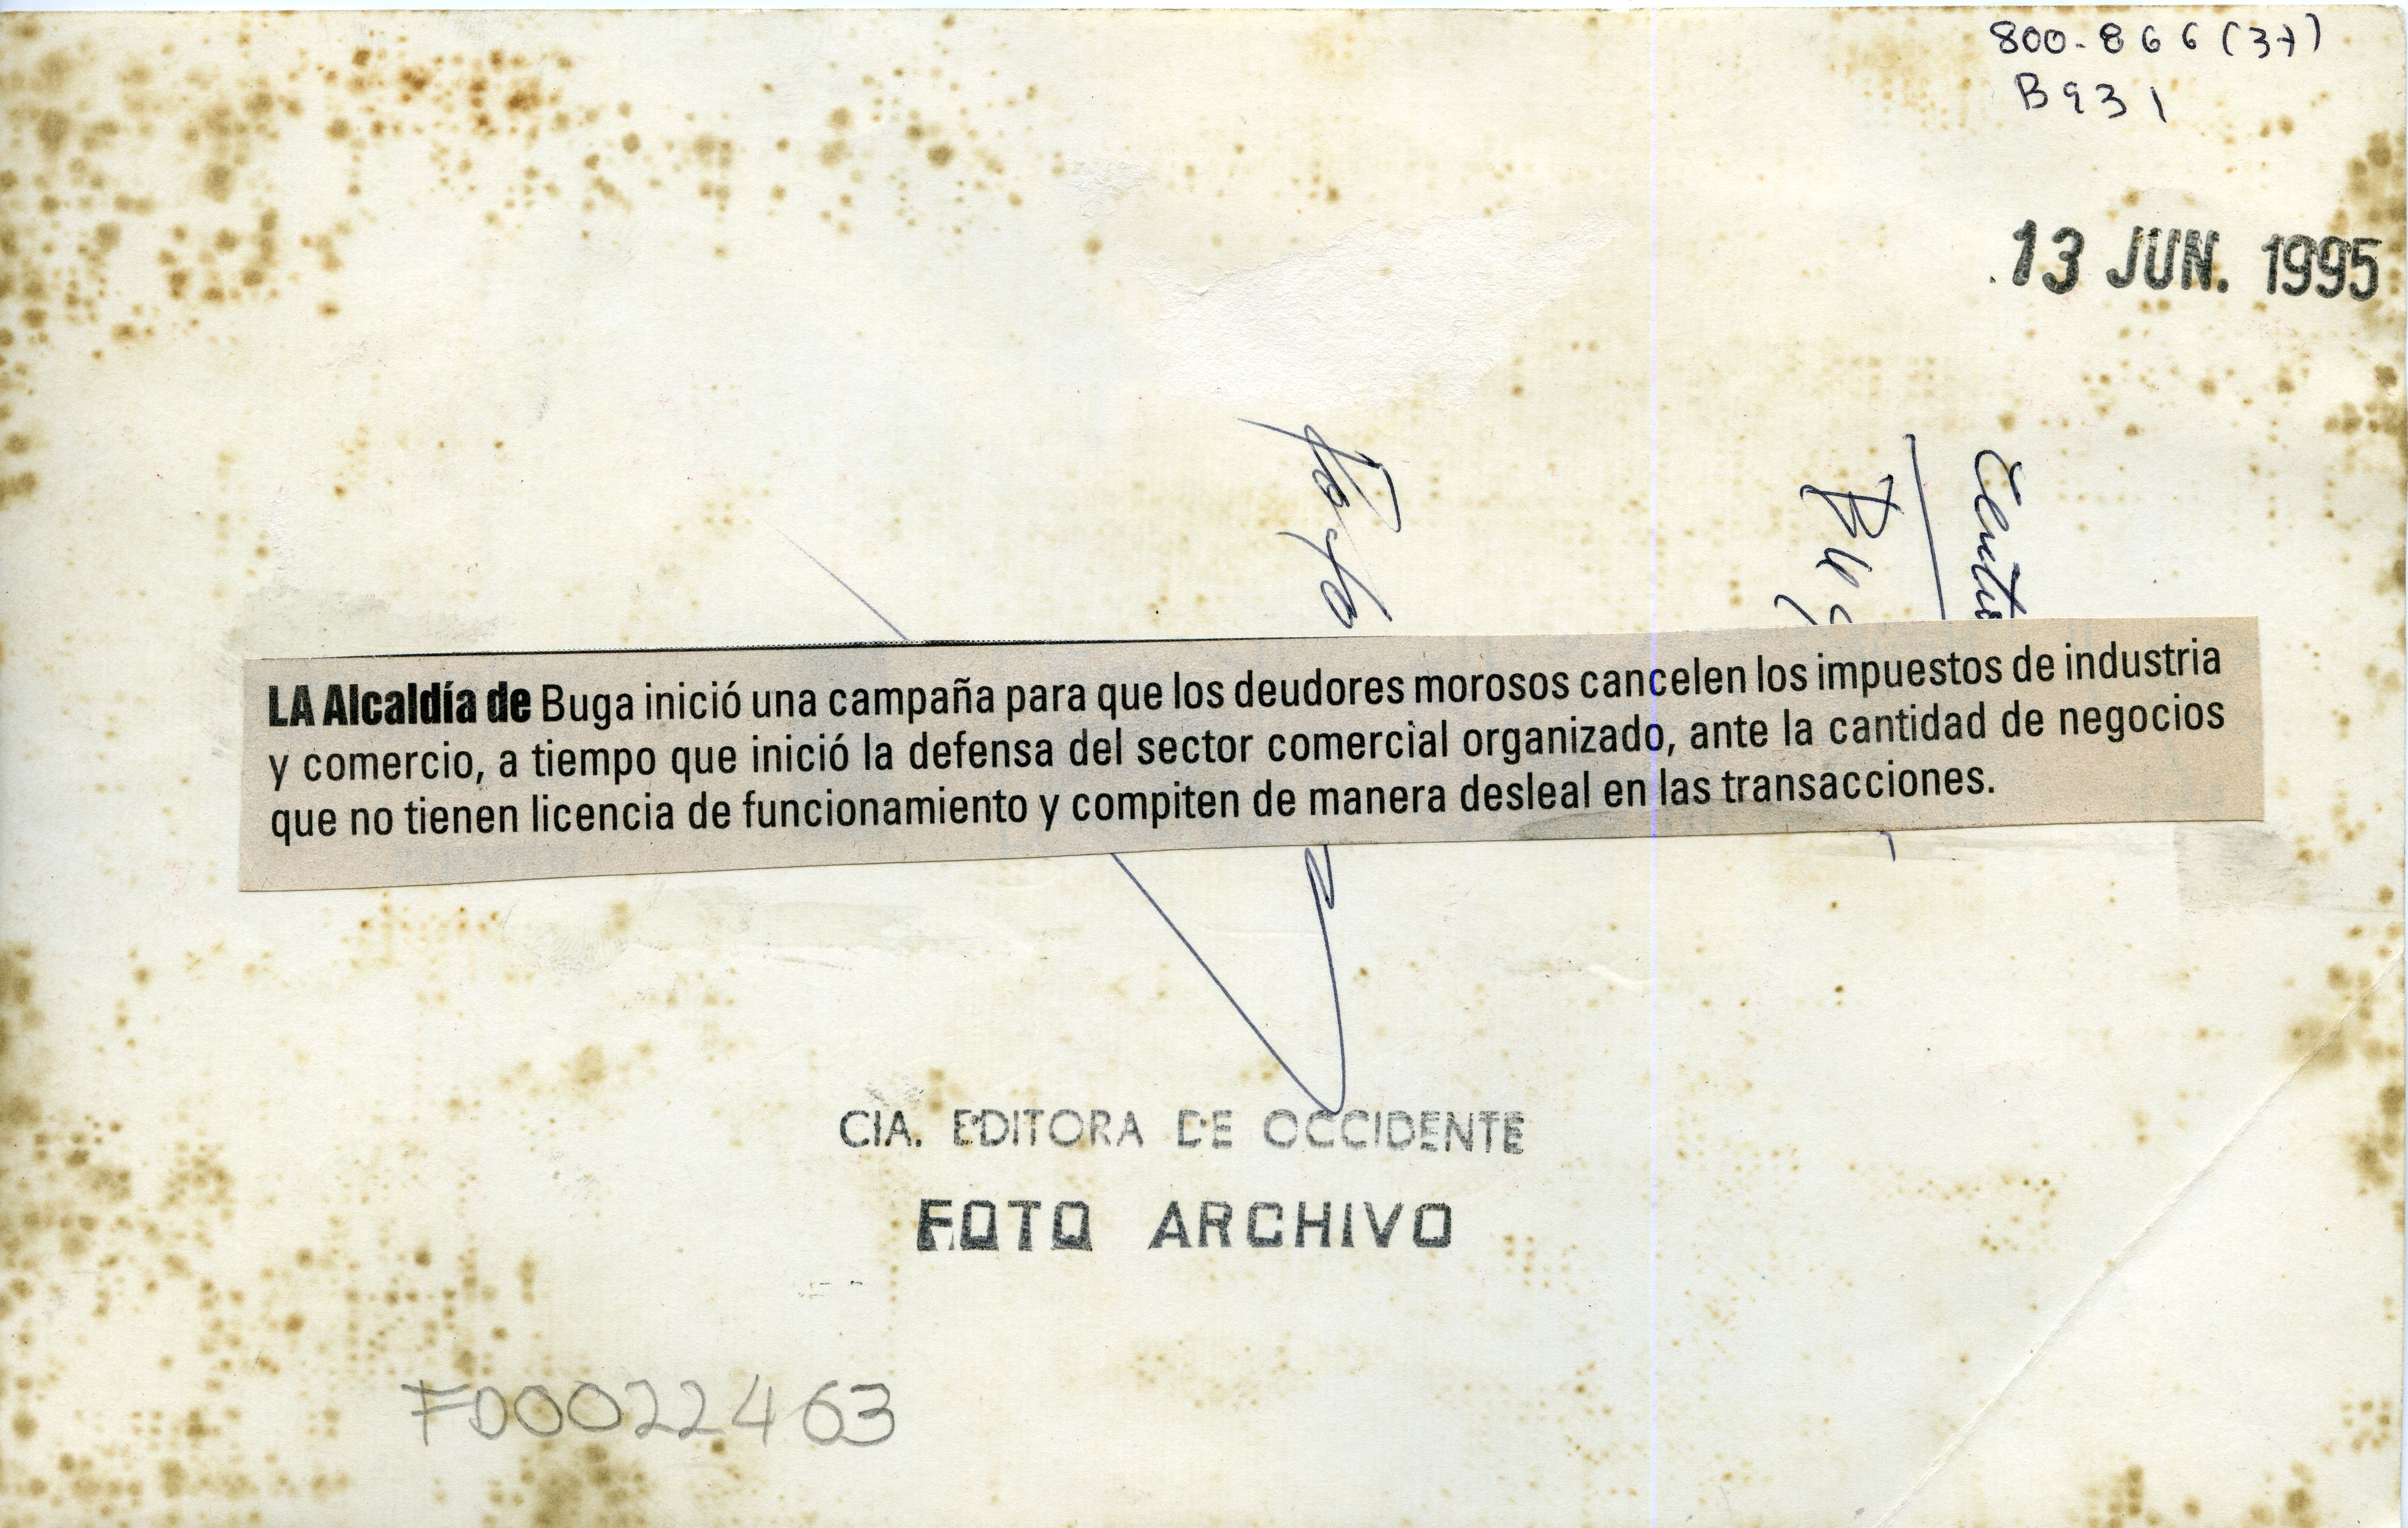 800-866(37)
B931
13 JUN. 1995
Foto
LA Alcaldía de Buga inició una campaña para que los deudores morosos cancelen los impuestos de industria
y comercio, a tiempo que inició la defensa del sector comercial organizado, ante la cantidad de negocios
que no tienen licencia de funcionamiento y compiten de manera desleal en las transacciones.
CIA. EDITORA DE OCCIDENTE
FOTO ARCHIVO
F00022463